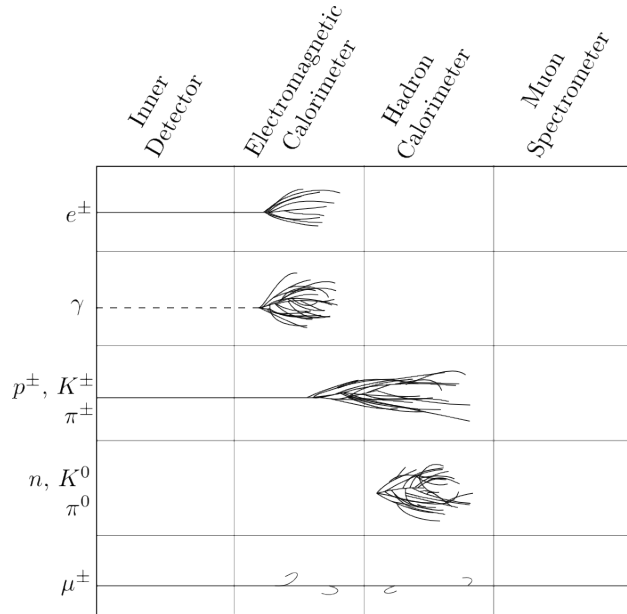 Inner
Detector
Electromagnetic
Calorimeter
Hadron
Calorimeter
Muon
Spectrometer
e±
γ
p±, K±
π±
n, K⁰
π⁰
μ±